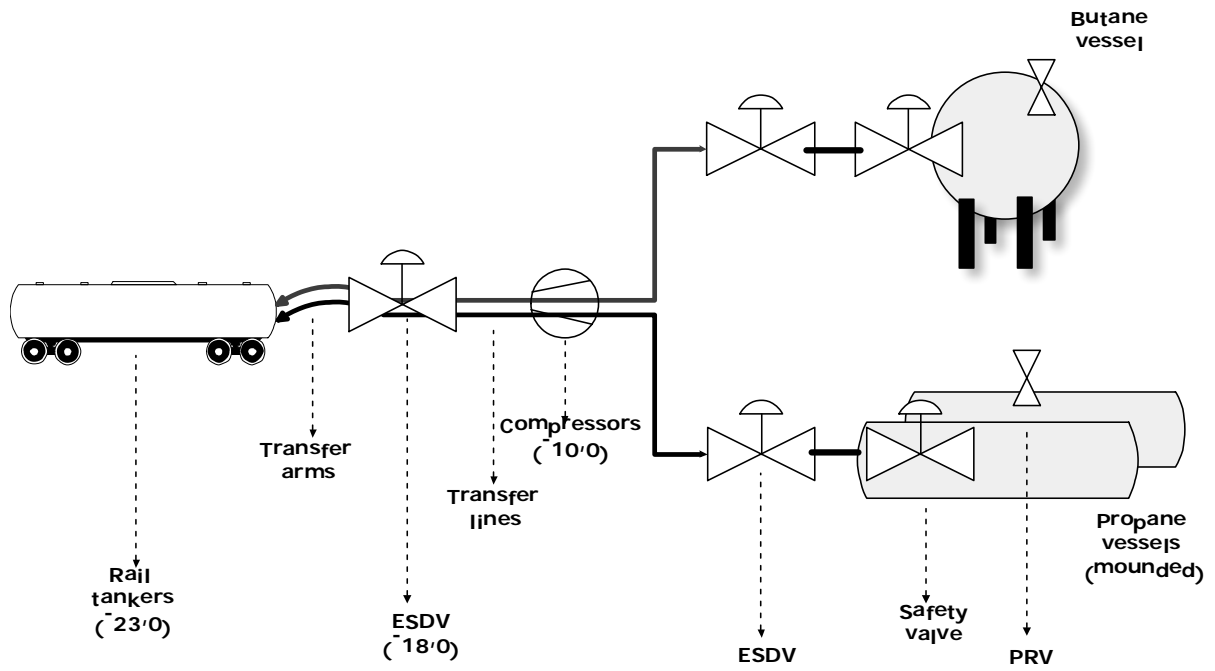 Butane
vessel
Compressors
(-10,0)
Transfer
arms
Transfer
lines
Propane
vessels
(mounded)
Rail
tankers
(-23,0)
ESDV
(-18,0)
ESDV
Safety
valve
PRV